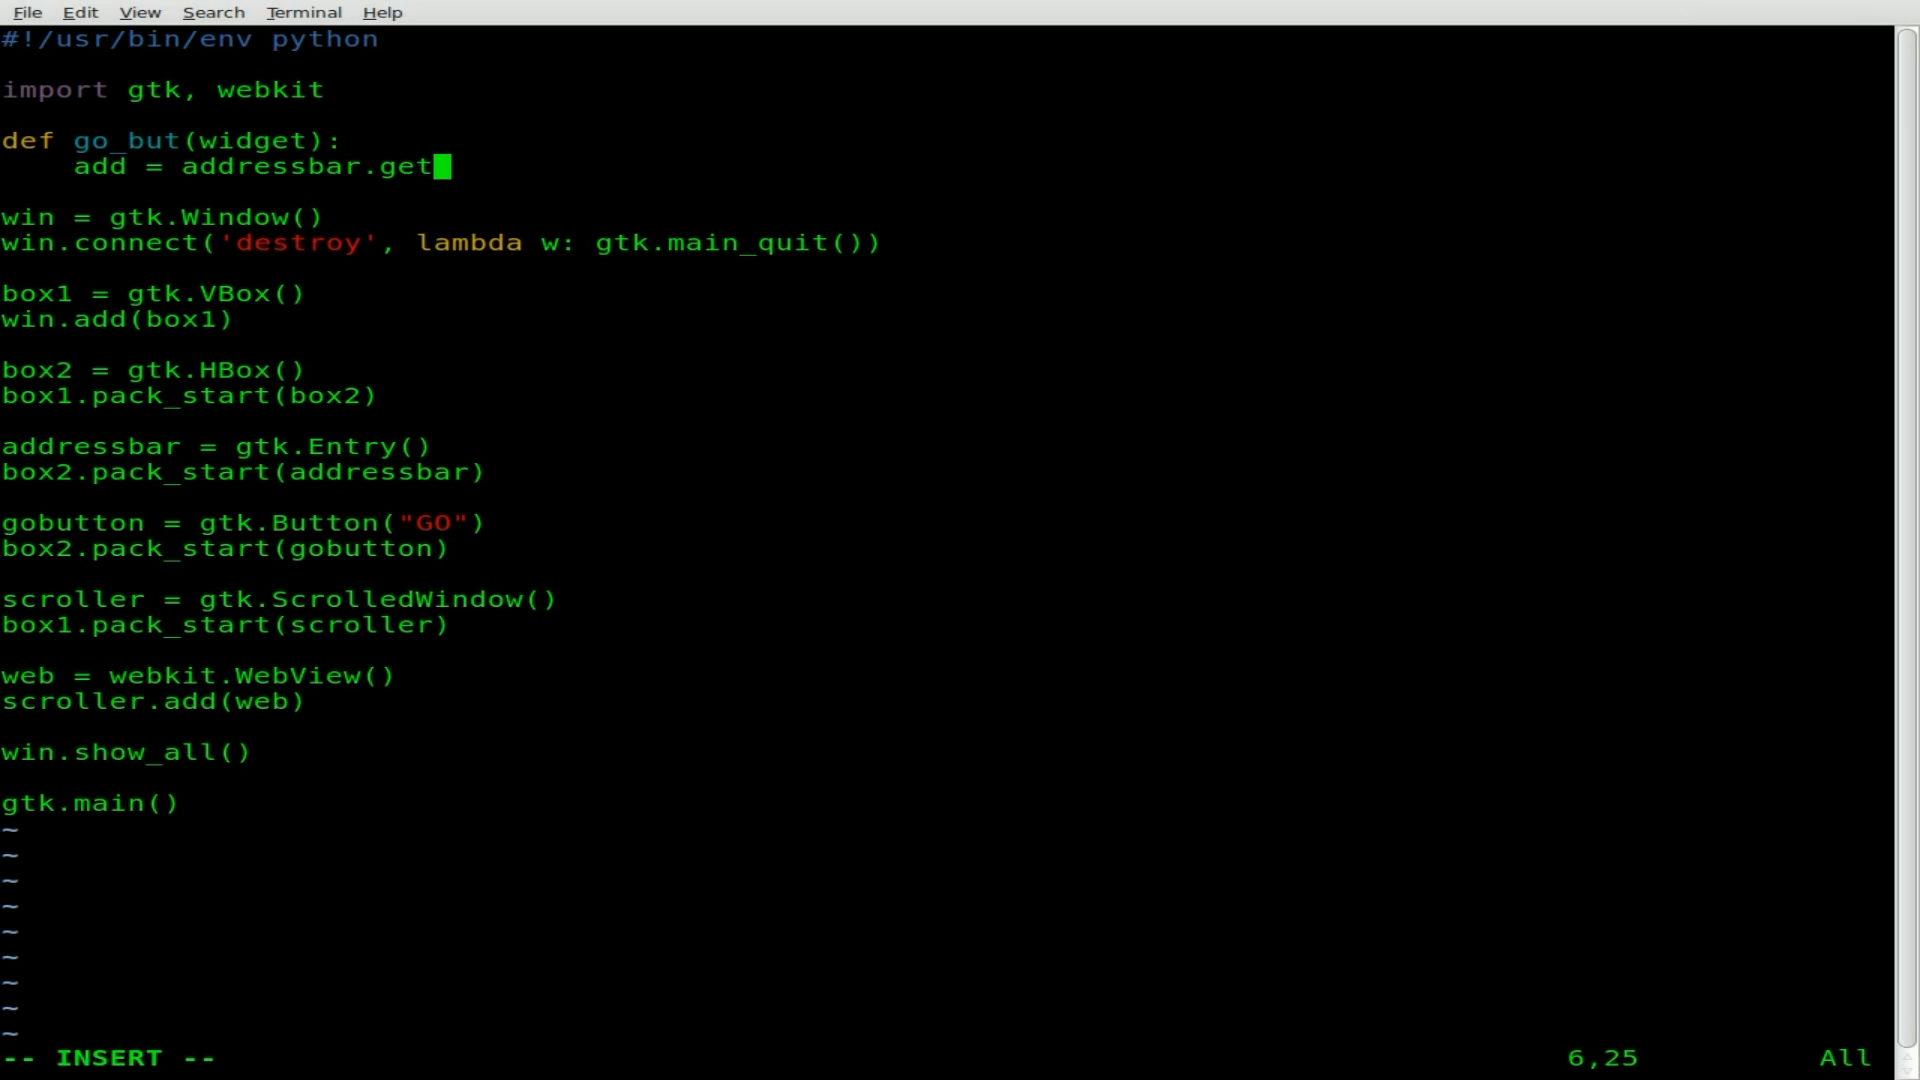 File Edit View Search Terminal Help
#!/usr/bin/env python
import gtk, webkit
def go_but(widget):
    add = addressbar.get
win = gtk.Window()
win.connect('destroy', lambda w: gtk.main_quit())
box1 = gtk.VBox()
win.add(box1)
box2 = gtk.HBox()
box1.pack_start(box2)
addressbar = gtk.Entry()
box2.pack_start(addressbar)
gobutton = gtk.Button("GO")
box2.pack_start(gobutton)
scroller = gtk.ScrolledWindow()
box1.pack_start(scroller)
web = webkit.WebView()
scroller.add(web)
win.show_all()
gtk.main()
~
~
~
~
~
~
~
~
~
-- INSERT -- 6,25 All